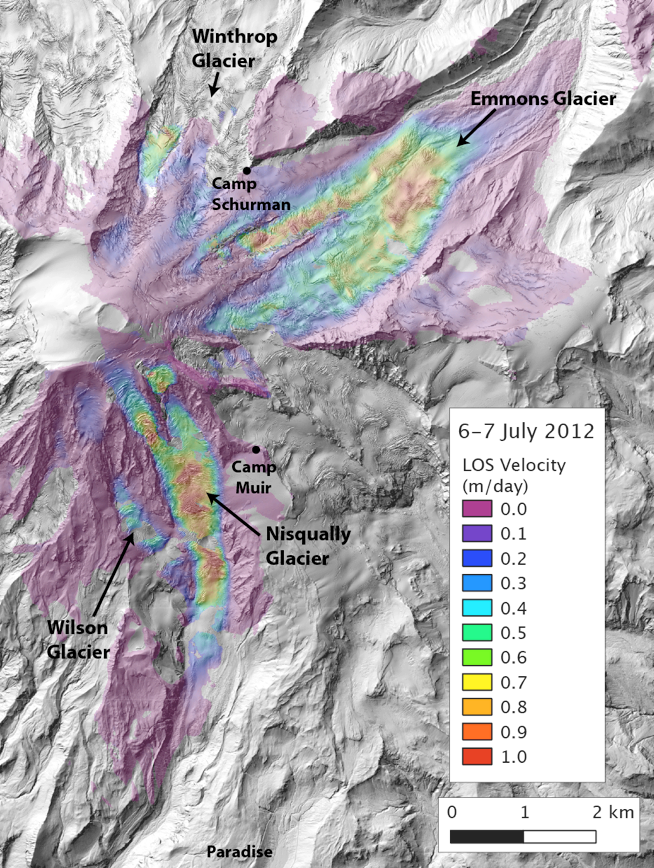 Winthrop
Glacier
Emmons Glacier
Camp
Schurman
6–7 July 2012
LOS Velocity
(m/day)
0.0
0.1
0.2
0.3
0.4
0.5
0.6
0.7
0.8
0.9
1.0
Camp
Muir
Nisqually
Glacier
Wilson
Glacier
0 1 2 km
Paradise